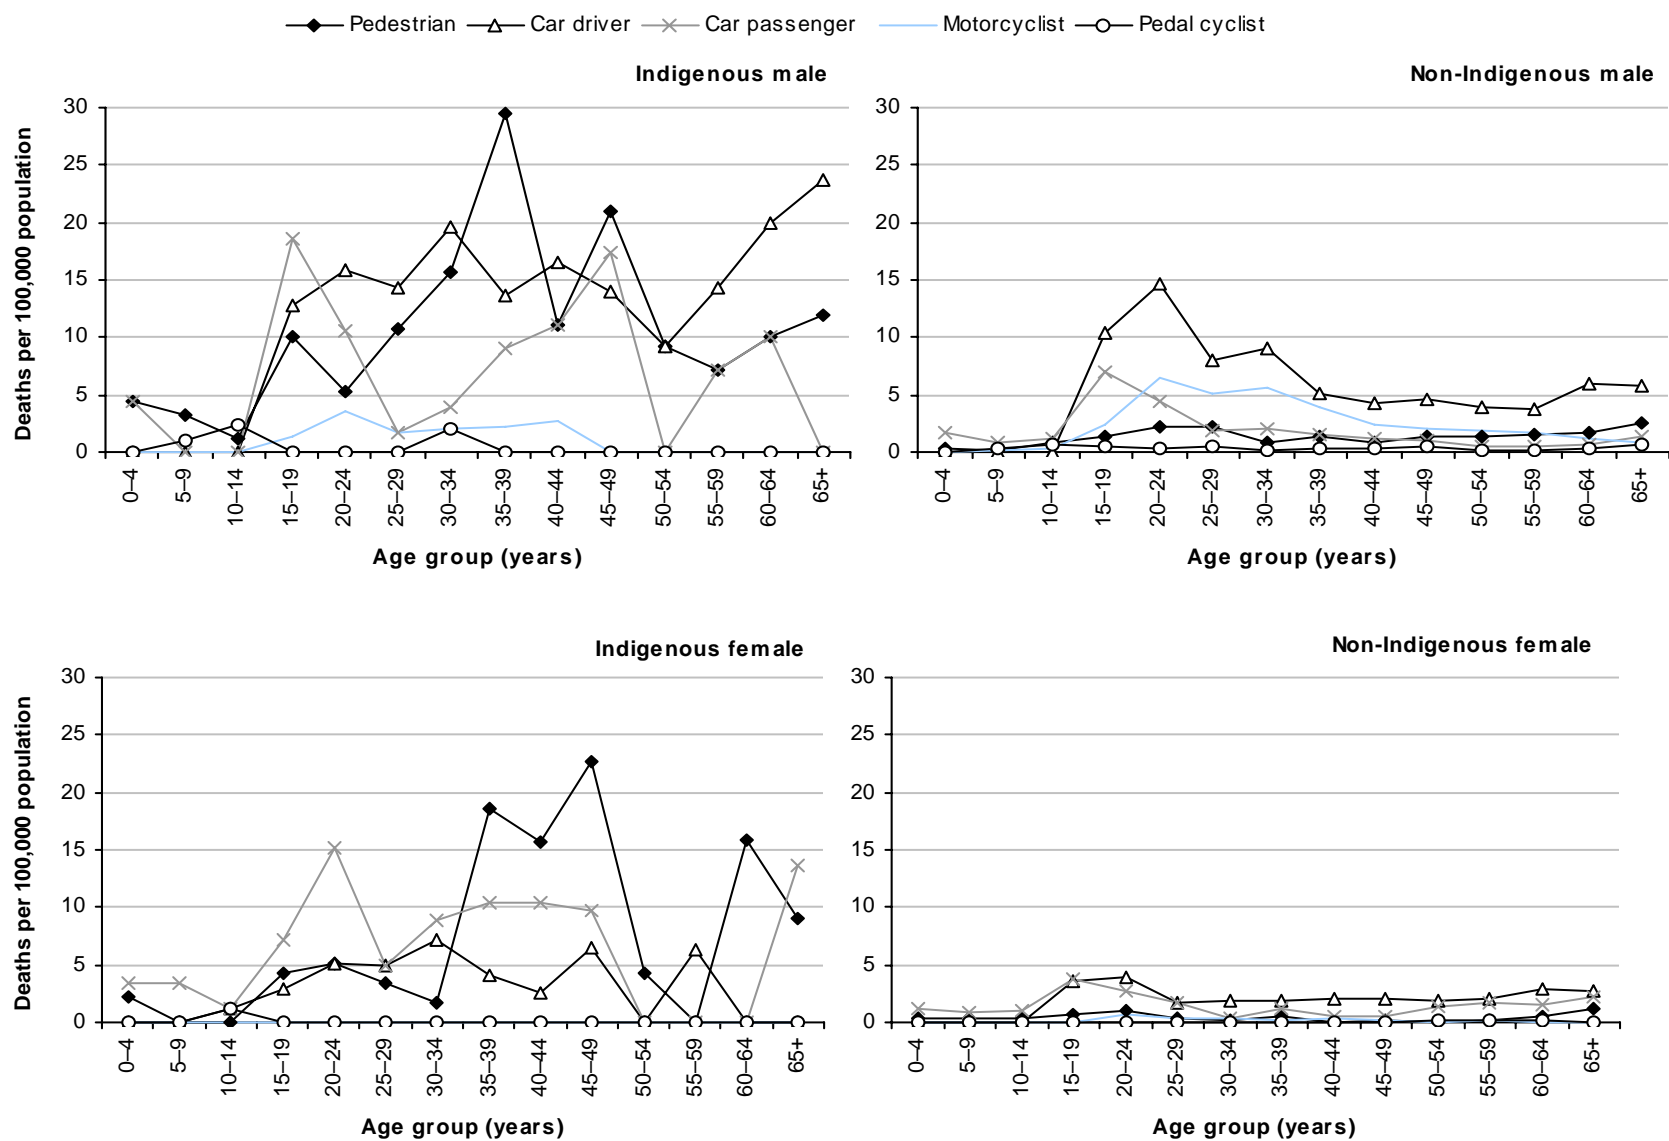 Pedestrian Car driver Car passenger Motorcyclist Pedal cyclist
Indigenous male
Deaths per 100,000 population
30
25
20
15
10
5
0
0–4 5–9 10–14 15–19 20–24 25–29 30–34 35–39 40–44 45–49 50–54 55–59 60–64 65+
Age group (years)
Non-Indigenous male
30
25
20
15
10
5
0
0–4 5–9 10–14 15–19 20–24 25–29 30–34 35–39 40–44 45–49 50–54 55–59 60–64 65+
Age group (years)
Indigenous female
Deaths per 100,000 population
30
25
20
15
10
5
0
0–4 5–9 10–14 15–19 20–24 25–29 30–34 35–39 40–44 45–49 50–54 55–59 60–64 65+
Age group (years)
Non-Indigenous female
30
25
20
15
10
5
0
0–4 5–9 10–14 15–19 20–24 25–29 30–34 35–39 40–44 45–49 50–54 55–59 60–64 65+
Age group (years)